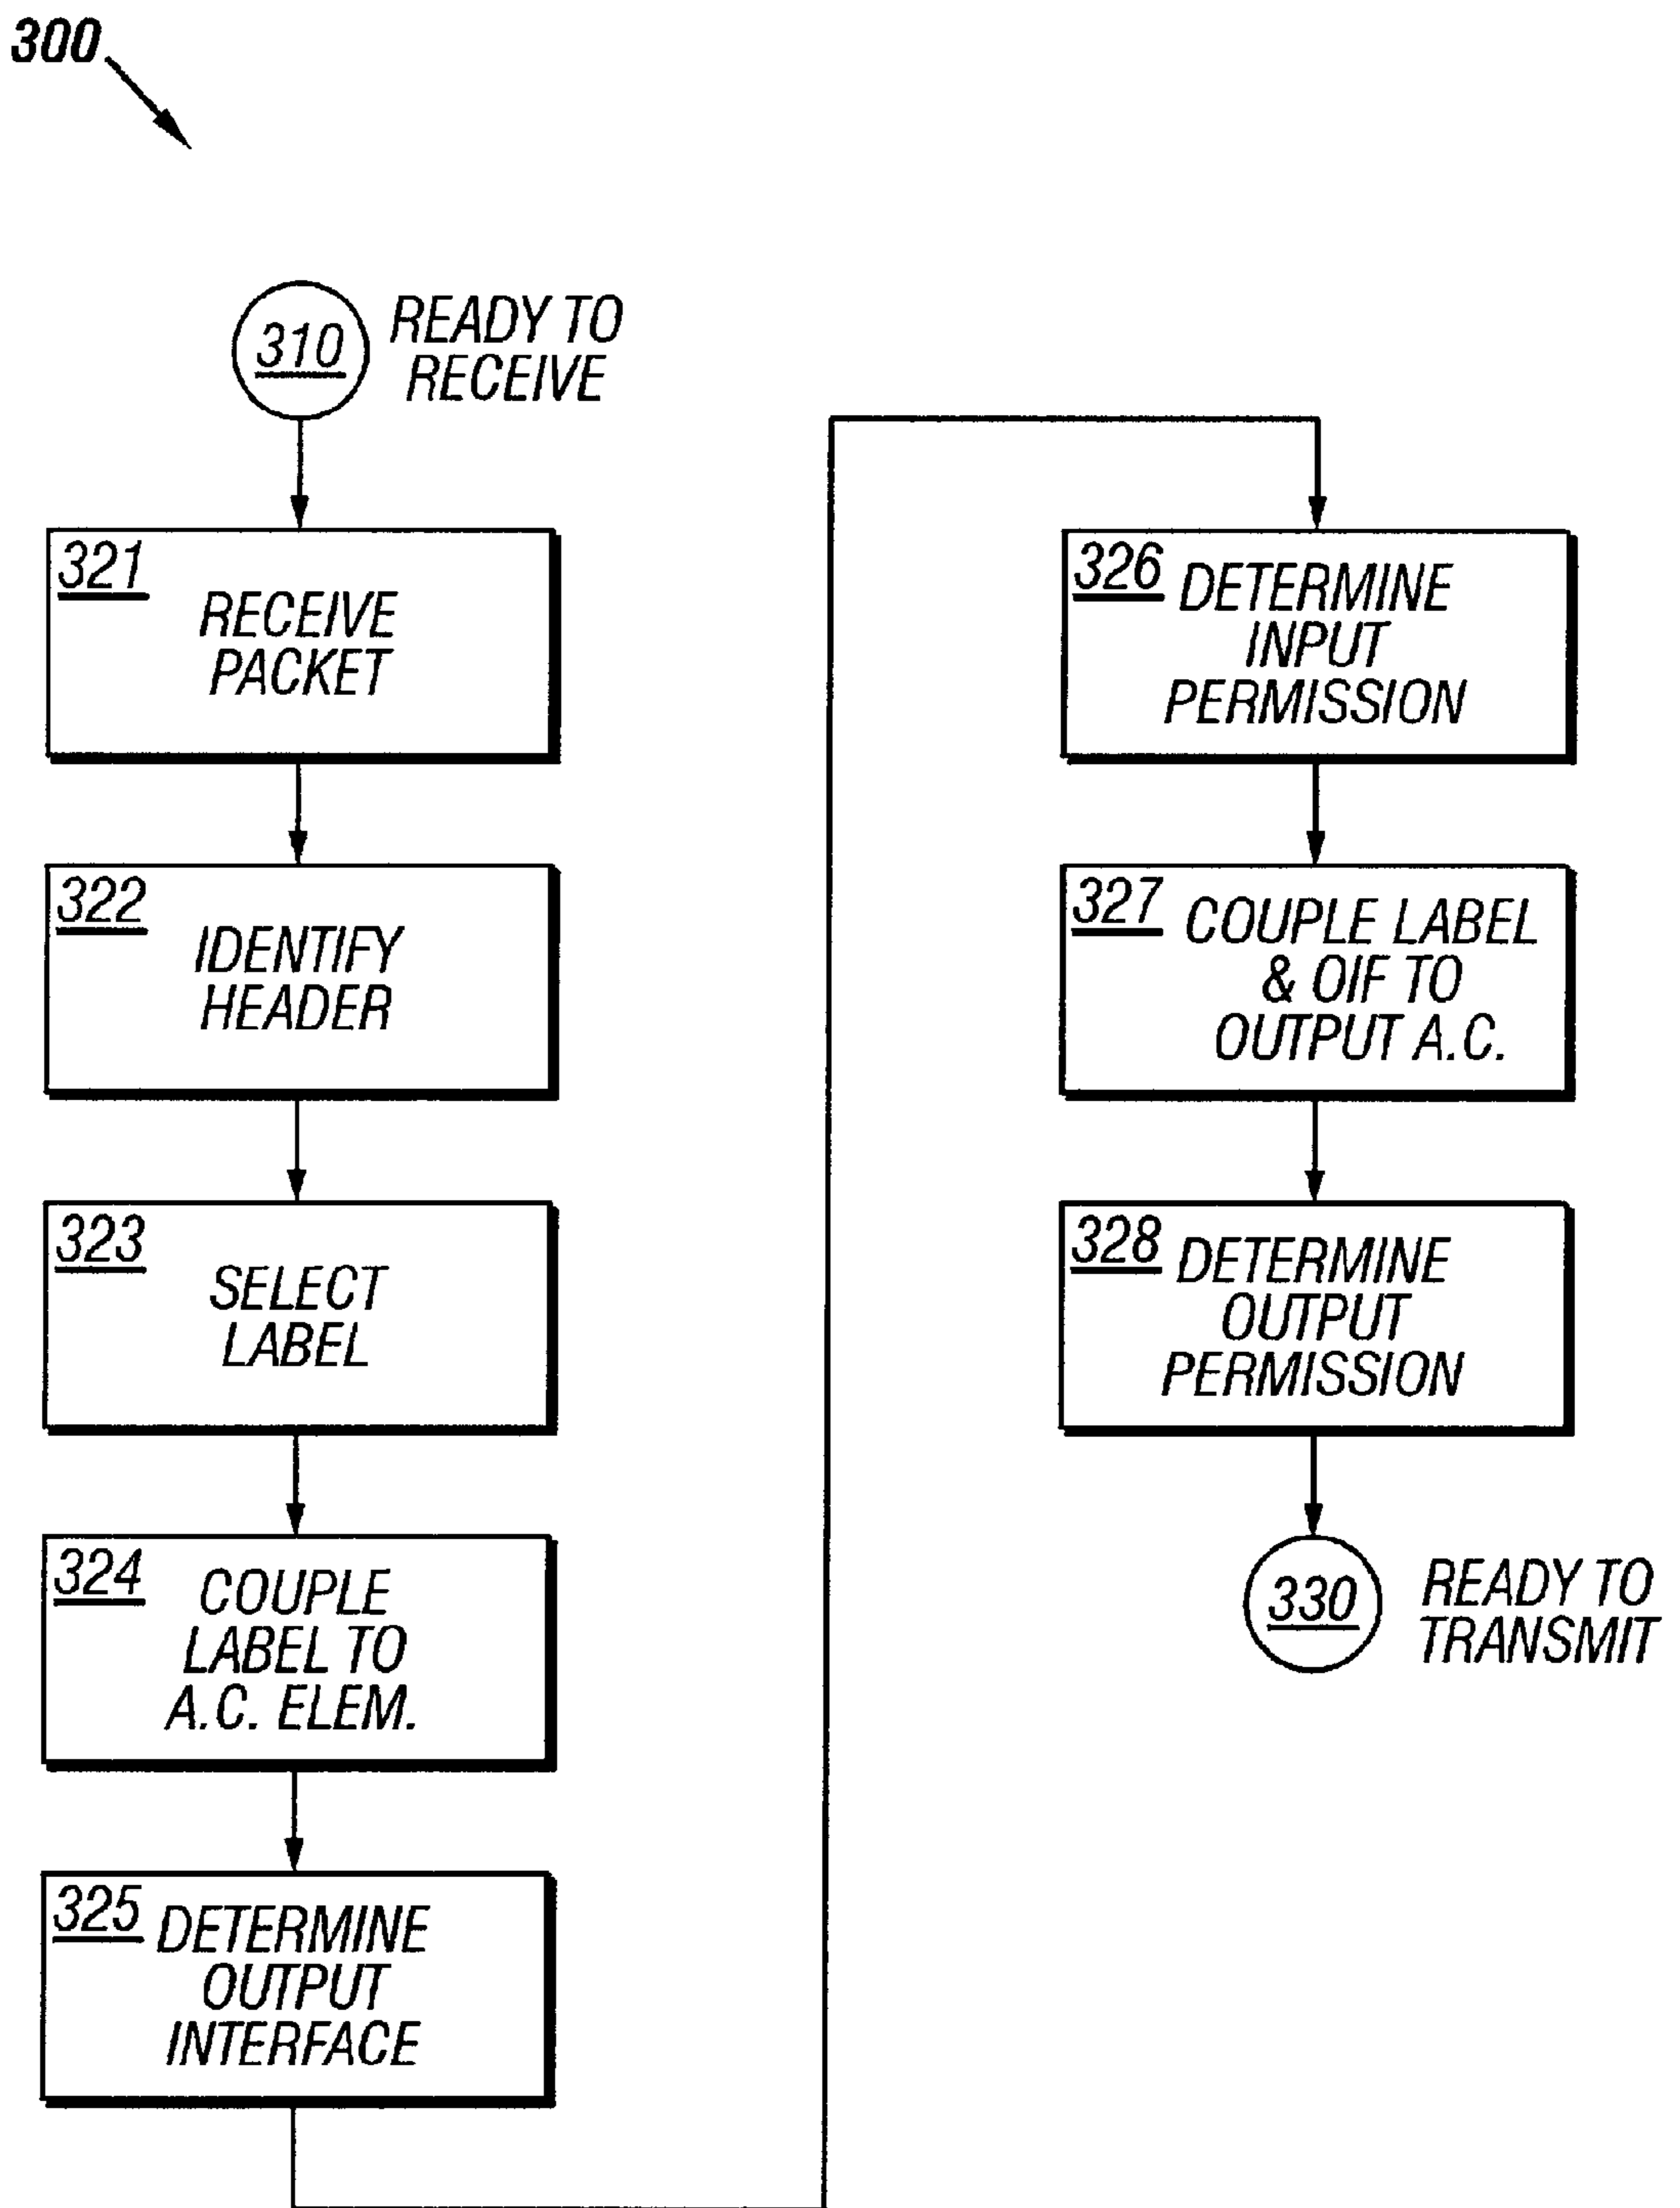 300
310
READY TO
RECEIVE
321
RECEIVE
PACKET
322
IDENTIFY
HEADER
323
SELECT
LABEL
324
COUPLE
LABEL TO
A.C. ELEM.
325
DETERMINE
OUTPUT
INTERFACE
326
DETERMINE
INPUT
PERMISSION
327
COUPLE LABEL
& OIF TO
OUTPUT A.C.
328
DETERMINE
OUTPUT
PERMISSION
330
READY TO
TRANSMIT